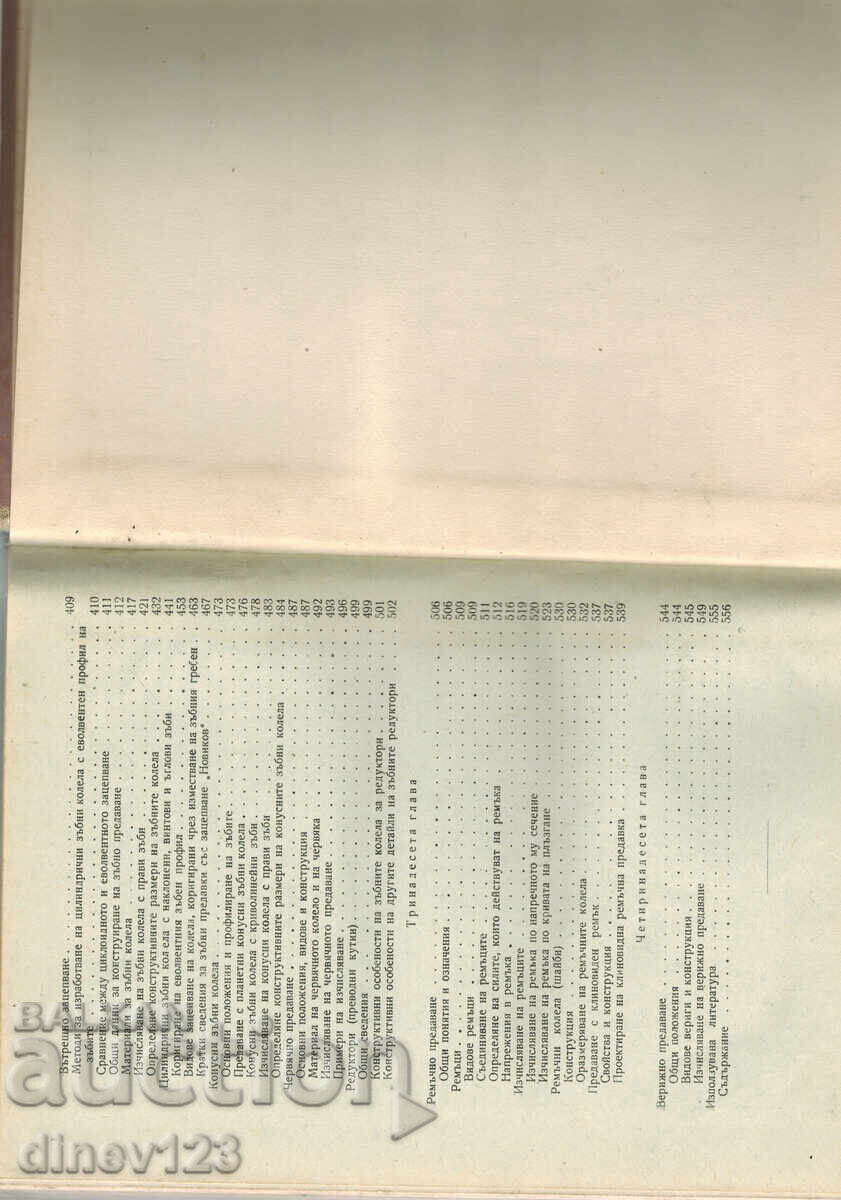 Вътрешно зацепване . . . 409
Методи за изработване на цилиндрични зъбни колела с еволвентен профил на
зъбите . . . 410
Сравнение между циклоидното и еволвентното зацепване . . . 411
Общи данни за конструиране на зъбно предаване . . . 412
Материали за зъбни колела . . . 417
Изчисляване на зъбни колела с прави зъби . . . 421
Определяне конструктивните размери на зъбните колела . . . 432
Цилиндрични зъбни колела с наклонени, винтови и ъглови зъби . . . 441
Коригиране на еволвентния зъбен профил . . . 453
Видове зацепване на колела, коригирани чрез изместване на зъбния гребен . 463
Кратки сведения за зъбни предавки със зацепване „Новиков“ . . . 467
Конусни зъбни колела . . . 473
Основни положения и профилиране на зъбите . . . 473
Предаване с планетни конусни зъбни колела . . . 476
Конусни зъбни колела с криволинейни зъби . . . 478
Изчисляване на конусни колела с прави зъби . . . 483
Определяне конструктивните размери на конусните зъбни колела . . . 484
Червячно предаване . . . 487
Основни положения, видове и конструкция . . . 487
Материал на червячното колело и на червяка . . . 492
Изчисляване на червячното предаване . . . 493
Примери на изчисляване . . . 496
Редуктори (преводни кутии) . . . 499
Общи сведения . . . 499
Конструктивни особености на зъбните колела за редуктори . . . 501
Конструктивни особености на другите детайли на зъбните редуктори . . . 502
Тринадесета глава
Ремъчно предаване . . . 506
Общи понятия и означения . . . 506
Ремъци . . . 509
Видове ремъци . . . 509
Съединяване на ремъците . . . 511
Определяне на силите, които действуват на ремъка . . . 512
Напрежения в ремъка . . . 516
Изчисляване на ремъците . . . 519
Изчисляване на ремъка по напречното му сечение . . . 520
Изчисляване на ремъка по кривата на плъзгане . . . 523
Ремъчни колела (шайби) . . . 530
Конструкция . . . 530
Оразмеряване на ремъчните колела . . . 532
Предаване с клиновиден ремък . . . 537
Свойства и конструкция . . . 537
Проектиране на клиновидна ремъчна предавка . . . 539
Четиринадесета глава
Верижно предаване . . . 544
Общи положения . . . 544
Видове вериги и конструкция . . . 545
Изчисляване на верижно предаване . . . 549
Използувана литература . . . 555
Съдържание . . . 556
auction
dinev123